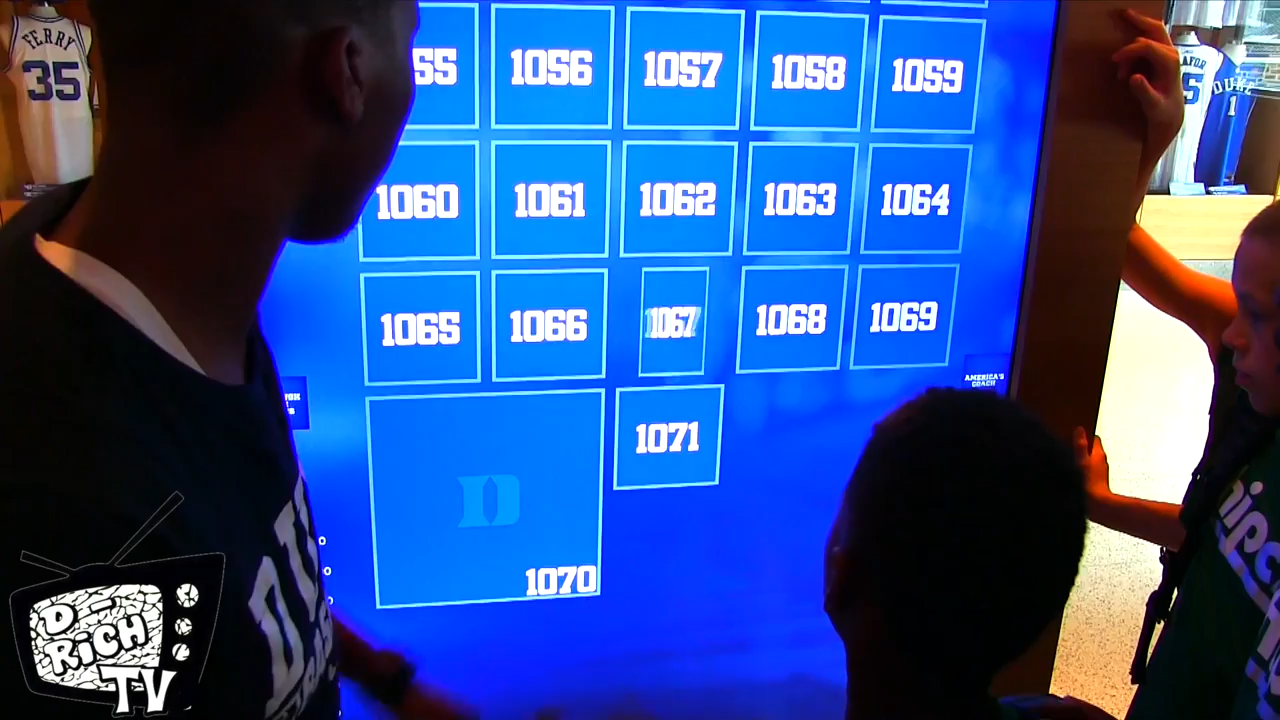 FERRY
35
55 1056 1057 1058 1059
1060 1061 1062 1063 1064
1065 1066 1067 1068 1069
AMERICA'S
COACH
1071
D
1070
DUKE
1
5
D-
RiCH
TV